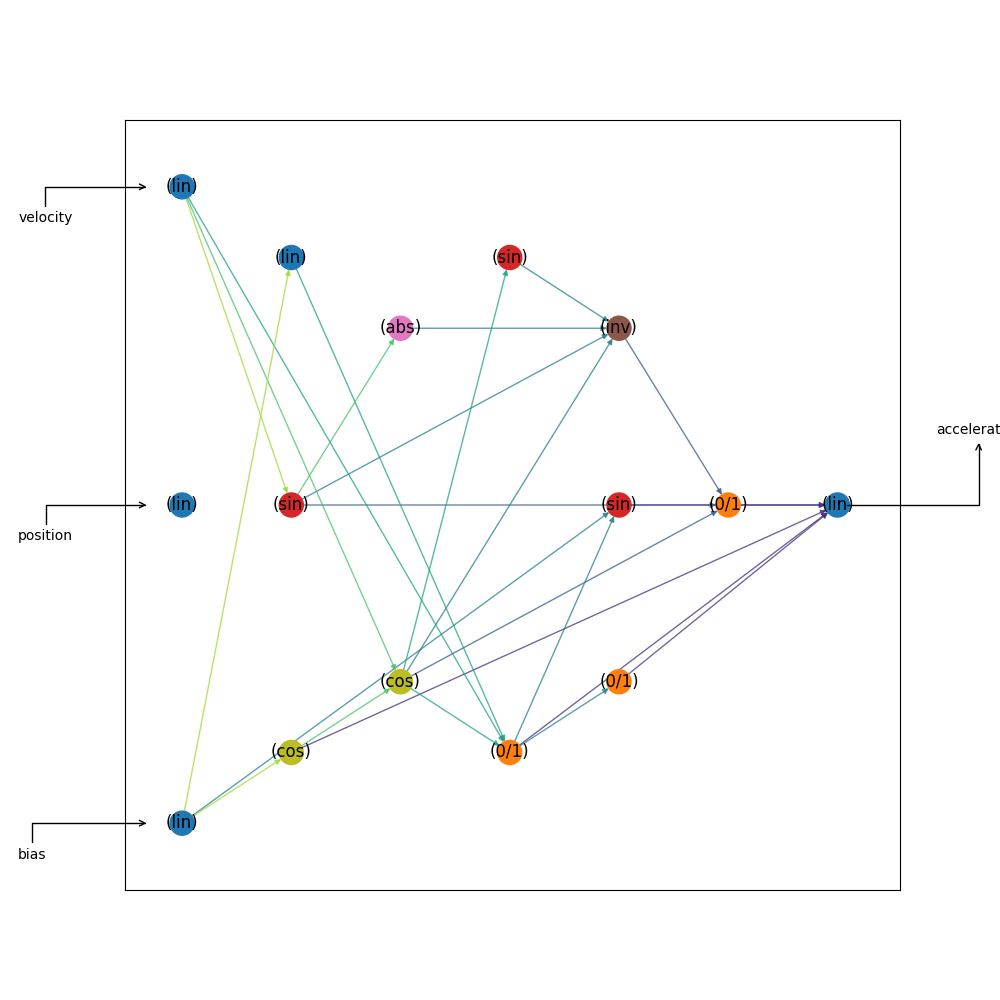 (lin)
velocity
(lin)
(sin)
(abs)
(inv)
accelerat
(lin)
(sin)
(sin)
(0/1)
(lin)
position
(cos)
(0/1)
(cos)
(0/1)
(lin)
bias